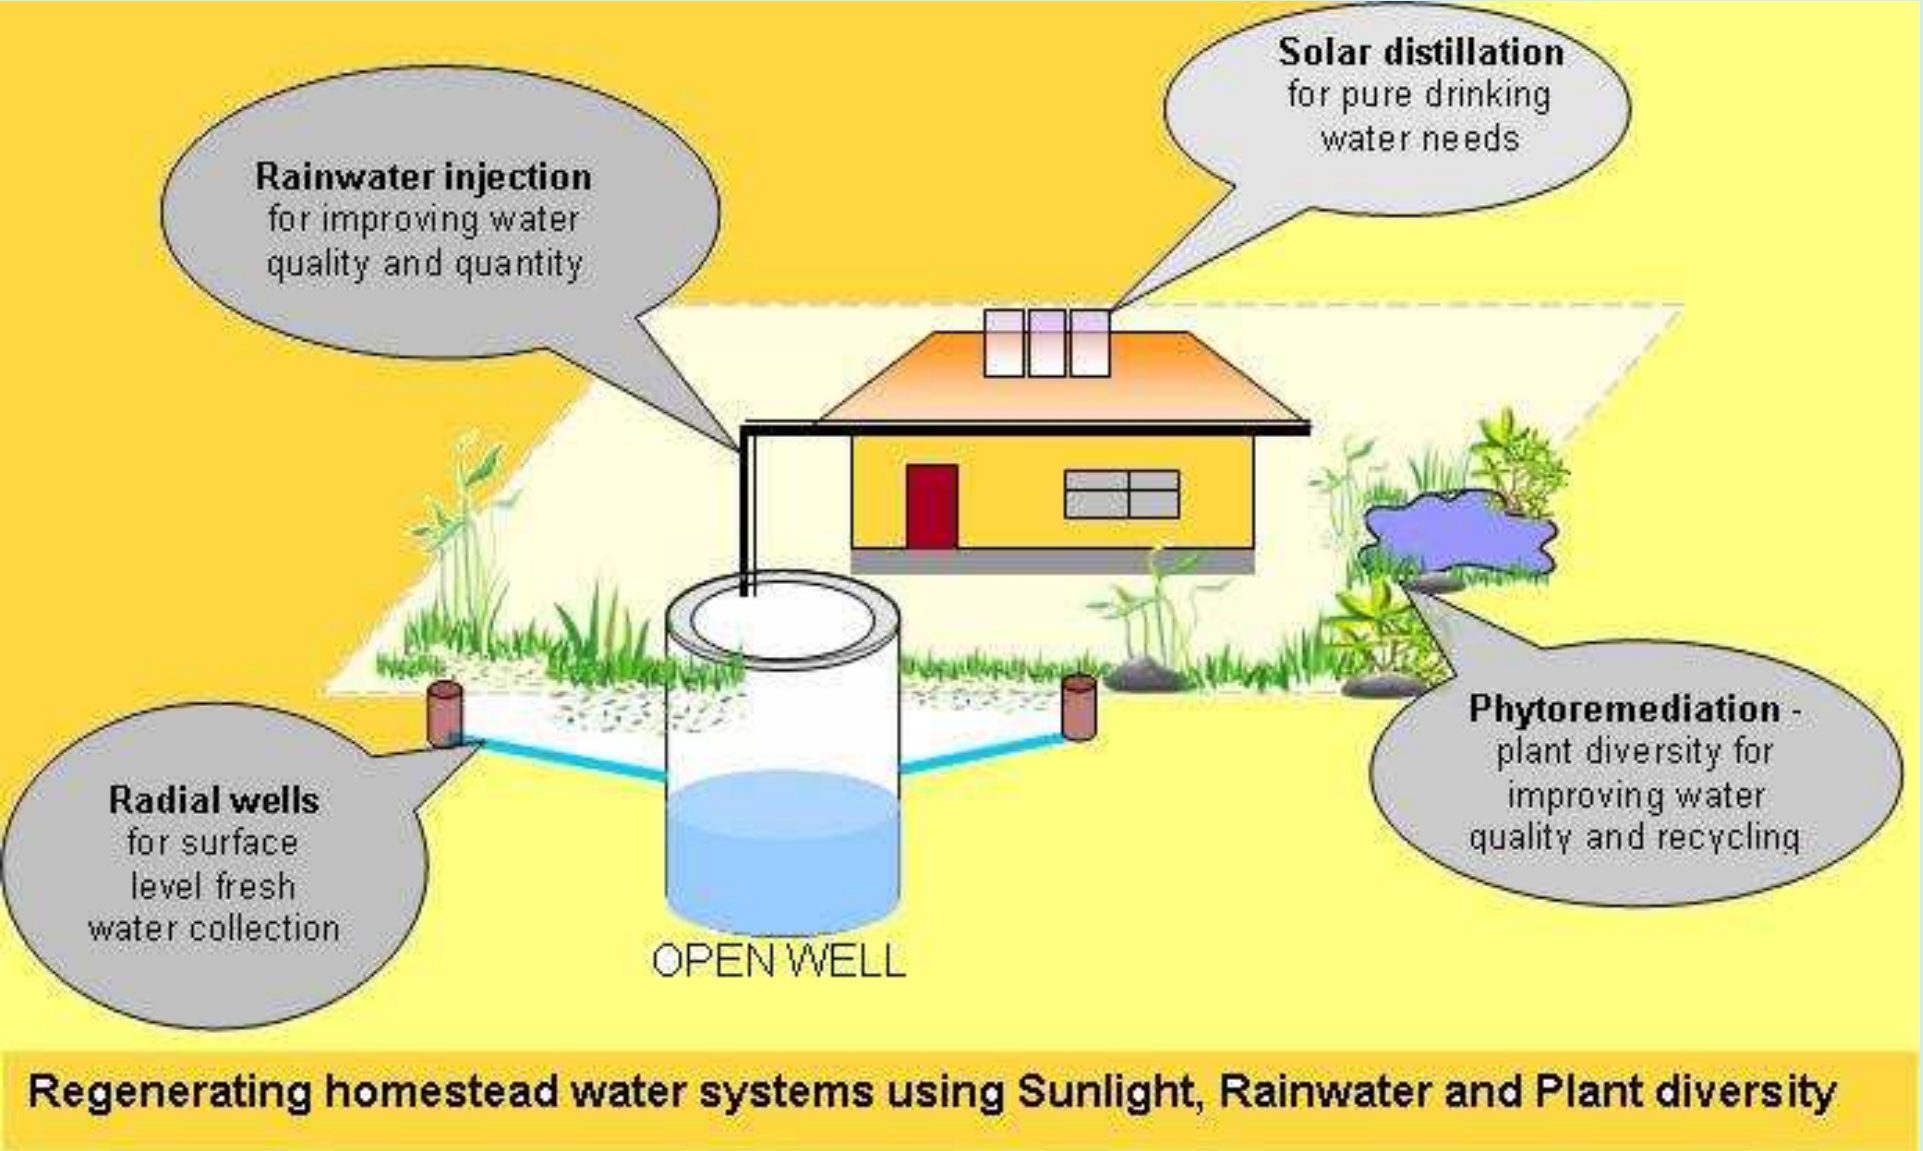 Solar distillation
for pure drinking
water needs
Rainwater injection
for improving water
quality and quantity
Phytoremediation -
plant diversity for
improving water
quality and recycling
Radial wells
for surface
level fresh
water collection
OPEN WELL
Regenerating homestead water systems using Sunlight, Rainwater and Plant diversity